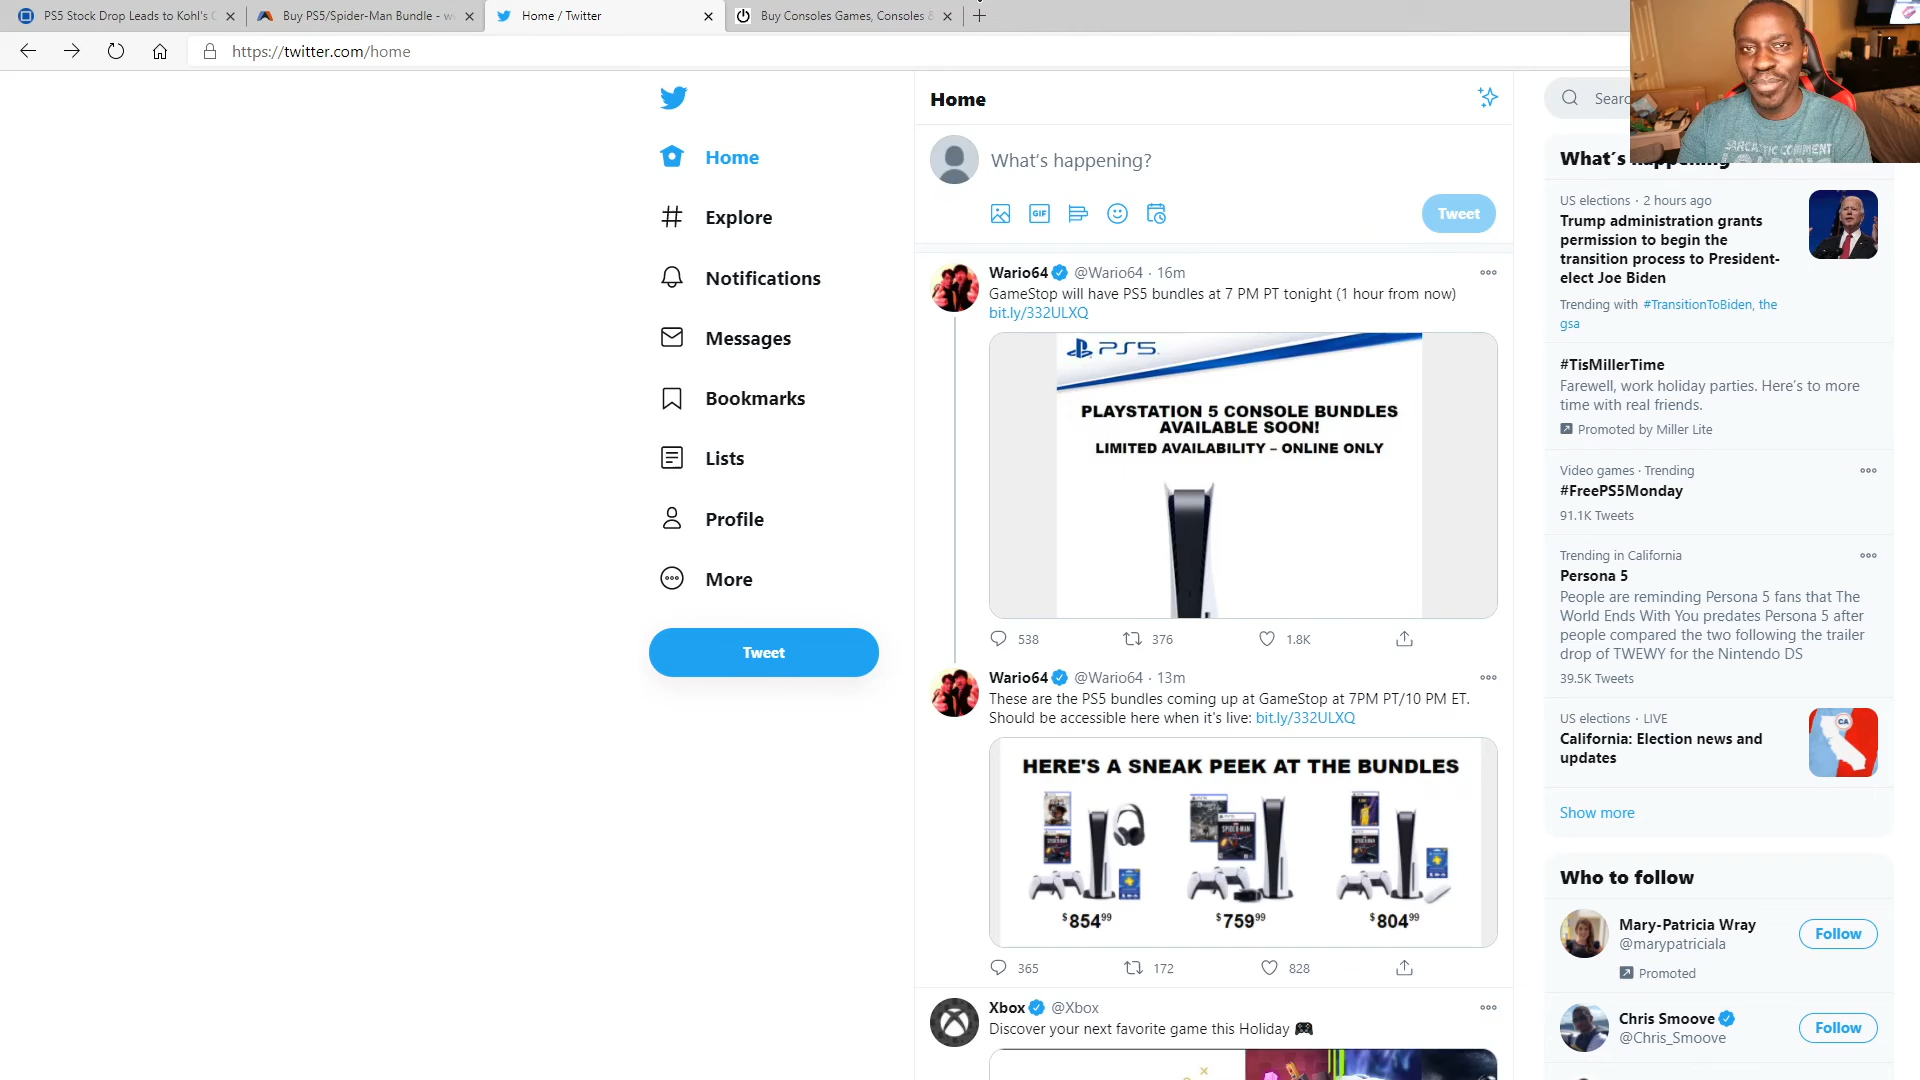 PS5 Stock Drop Leads to Kohl's C
Buy PS5/Spider-Man Bundle - w
Home / Twitter
Buy Consoles Games, Consoles &
https://twitter.com/home
Home
Explore
Notifications
Messages
Bookmarks
Lists
Profile
More
Tweet
Home
What's happening?
GIF
Tweet
Wario64 @Wario64 · 16m
GameStop will have PS5 bundles at 7 PM PT tonight (1 hour from now)
bit.ly/332ULXQ
PS5
PLAYSTATION 5 CONSOLE BUNDLES
AVAILABLE SOON!
LIMITED AVAILABILITY – ONLINE ONLY
538 376 1.8K
Wario64 @Wario64 · 13m
These are the PS5 bundles coming up at GameStop at 7PM PT/10 PM ET.
Should be accessible here when it's live: bit.ly/332ULXQ
HERE'S A SNEAK PEEK AT THE BUNDLES
$854.99 $759.99 $804.99
365 172 828
Xbox @Xbox
Discover your next favorite game this Holiday
SARCASTIC COMMENT
What's happening
US elections · 2 hours ago
Trump administration grants
permission to begin the
transition process to President-
elect Joe Biden
Trending with #TransitionToBiden, the
gsa
#TisMillerTime
Farewell, work holiday parties. Here's to more
time with real friends.
Promoted by Miller Lite
Video games · Trending
#FreePS5Monday
91.1K Tweets
Trending in California
Persona 5
People are reminding Persona 5 fans that The
World Ends With You predates Persona 5 after
people compared the two following the trailer
drop of TWEWY for the Nintendo DS
39.5K Tweets
US elections · LIVE
California: Election news and
updates
CA
Show more
Who to follow
Mary-Patricia Wray
@marypatriciala
Follow
Promoted
Chris Smoove
@Chris_Smoove
Follow